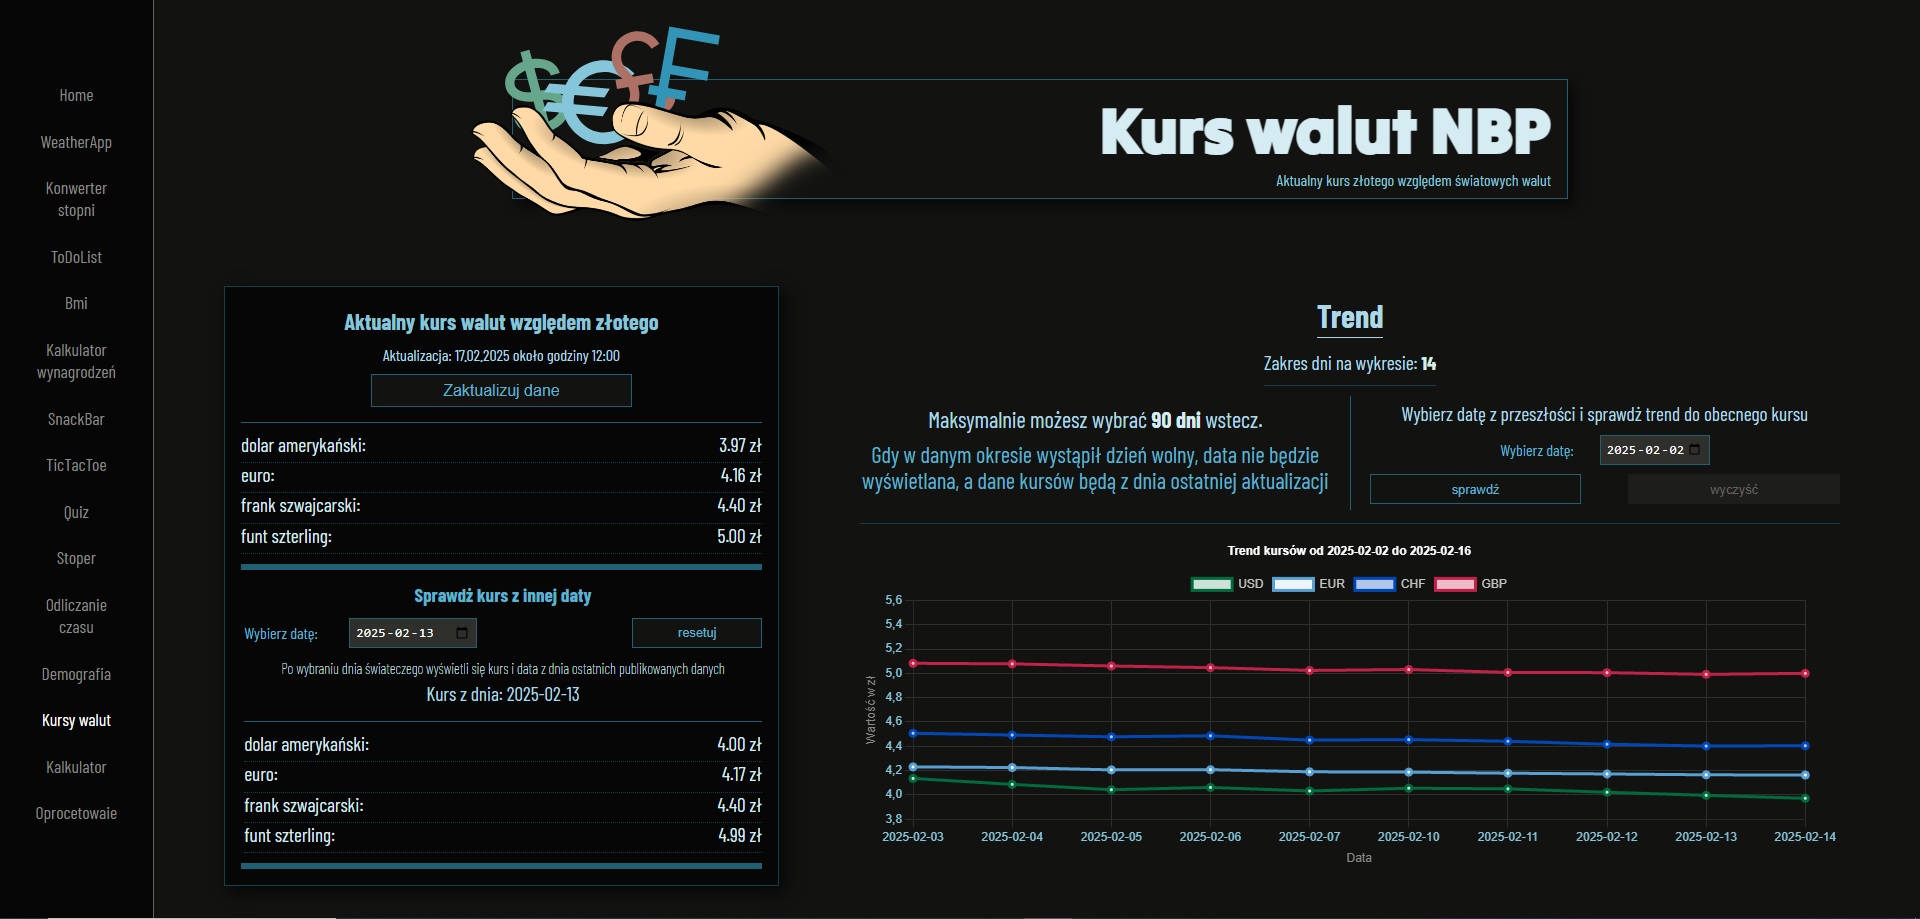 Home
WeatherApp
Konwerter
stopni
ToDoList
Bmi
Kalkulator
wynagrodzeń
SnackBar
TicTacToe
Quiz
Stoper
Odliczanie
czasu
Demografia
Kursy walut
Kalkulator
Oprocetowaie
$ € £ ₣
Kurs walut NBP
Aktualny kurs złotego względem światowych walut
Aktualny kurs walut względem złotego
Aktualizacja: 17,02,2025 około godziny 12:00
Zaktualizuj dane
dolar amerykański: 3.97 zł
euro: 4.16 zł
frank szwajcarski: 4.40 zł
funt szterling: 5.00 zł
Sprawdź kurs z innej daty
Wybierz datę: 2025-02-13 resetuj
Po wybraniu dnia świateczego wyświetli się kurs i data z dnia ostatnich publikowanych danych
Kurs z dnia: 2025-02-13
dolar amerykański: 4.00 zł
euro: 4.17 zł
frank szwajcarski: 4.40 zł
funt szterling: 4.99 zł
Trend
Zakres dni na wykresie: 14
Maksymalnie możesz wybrać 90 dni wstecz.
Gdy w danym okresie wystąpił dzień wolny, data nie będzie
wyświetlana, a dane kursów będą z dnia ostatniej aktualizacji
Wybierz datę z przeszłości i sprawdź trend do obecnego kursu
Wybierz datę: 2025-02-02
sprawdź wyczyść
Trend kursów od 2025-02-02 do 2025-02-16
USD EUR CHF GBP
5,6
5,4
5,2
5,0
4,8
4,6
4,4
4,2
4,0
3,8
Wartość w zł
2025-02-03 2025-02-04 2025-02-05 2025-02-06 2025-02-07 2025-02-10 2025-02-11 2025-02-12 2025-02-13 2025-02-14
Data